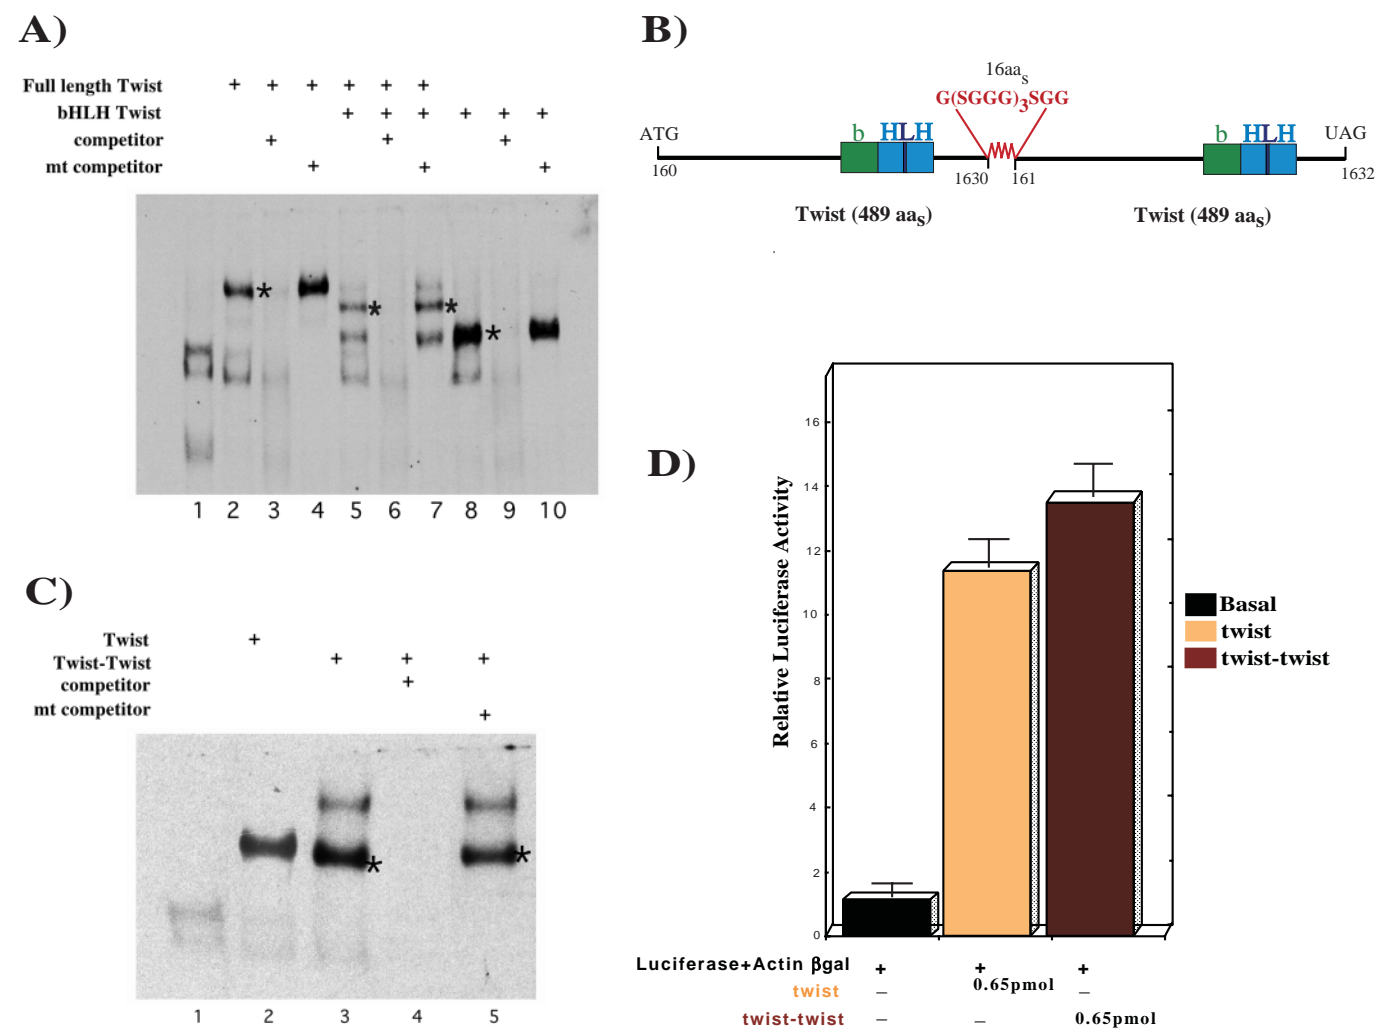 A)
Full length Twist + + + + + +
bHLH Twist + + + + + +
competitor + + +
mt competitor + + +
* * * *
1 2 3 4 5 6 7 8 9 10
B)
16aas
G(SGGG)3SGG
ATG b HLH b HLH UAG
160 1630 161 1632
Twist (489 aas) Twist (489 aas)
C)
Twist +
Twist-Twist + + +
competitor +
mt competitor +
* *
1 2 3 4 5
D)
Relative Luciferase Activity
16
14
12
10
8
6
4
2
0
Basal
twist
twist-twist
Luciferase+Actin βgal + + +
twist – 0.65pmol –
twist-twist – – 0.65pmol